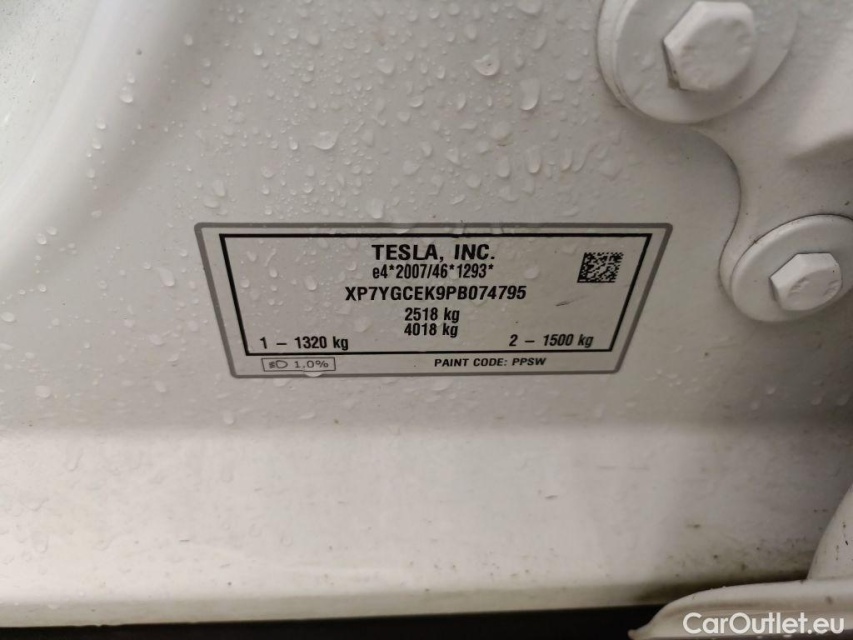 TESLA, INC.
e4*2007/46*1293*
XP7YGCEK9PB074795
2518 kg
4018 kg
1 – 1320 kg 2 – 1500 kg
1,0% PAINT CODE: PPSW
CarOutlet.eu